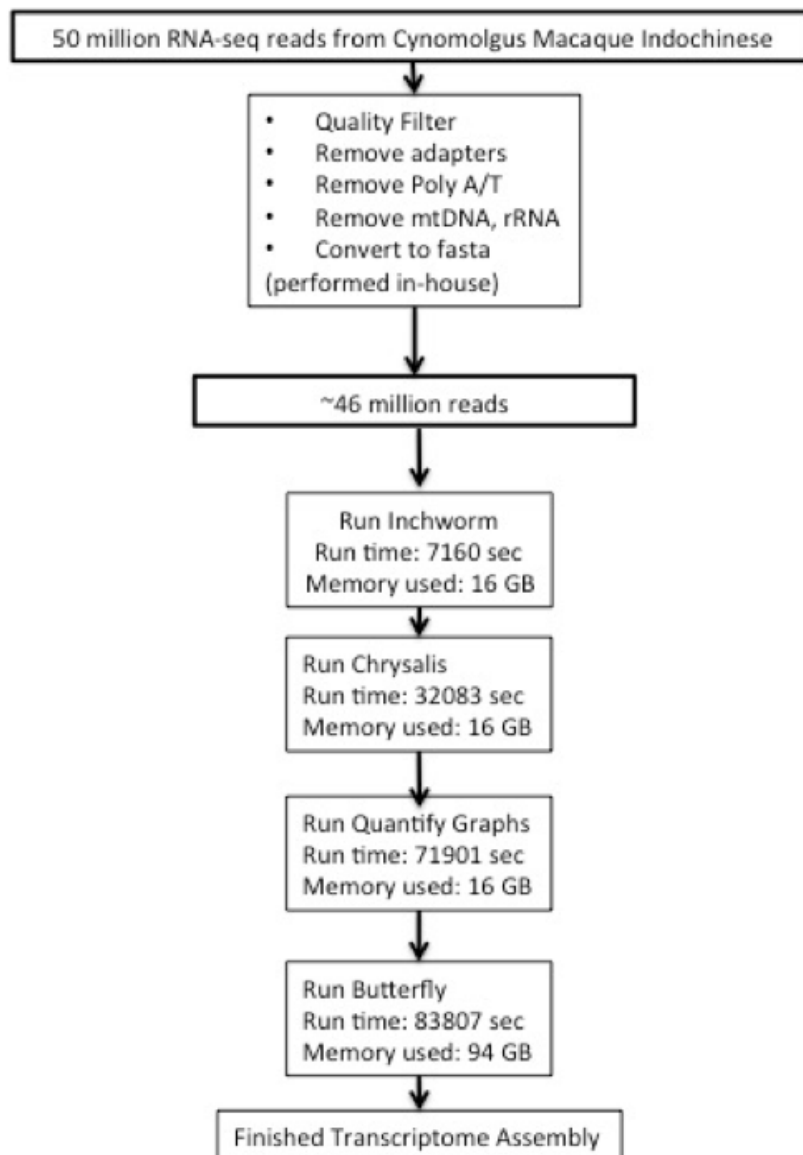 50 million RNA-seq reads from Cynomolgus Macaque Indochinese
• Quality Filter
• Remove adapters
• Remove Poly A/T
• Remove mtDNA, rRNA
• Convert to fasta
(performed in-house)
~46 million reads
Run Inchworm
Run time: 7160 sec
Memory used: 16 GB
Run Chrysalis
Run time: 32083 sec
Memory used: 16 GB
Run Quantify Graphs
Run time: 71901 sec
Memory used: 16 GB
Run Butterfly
Run time: 83807 sec
Memory used: 94 GB
Finished Transcriptome Assembly